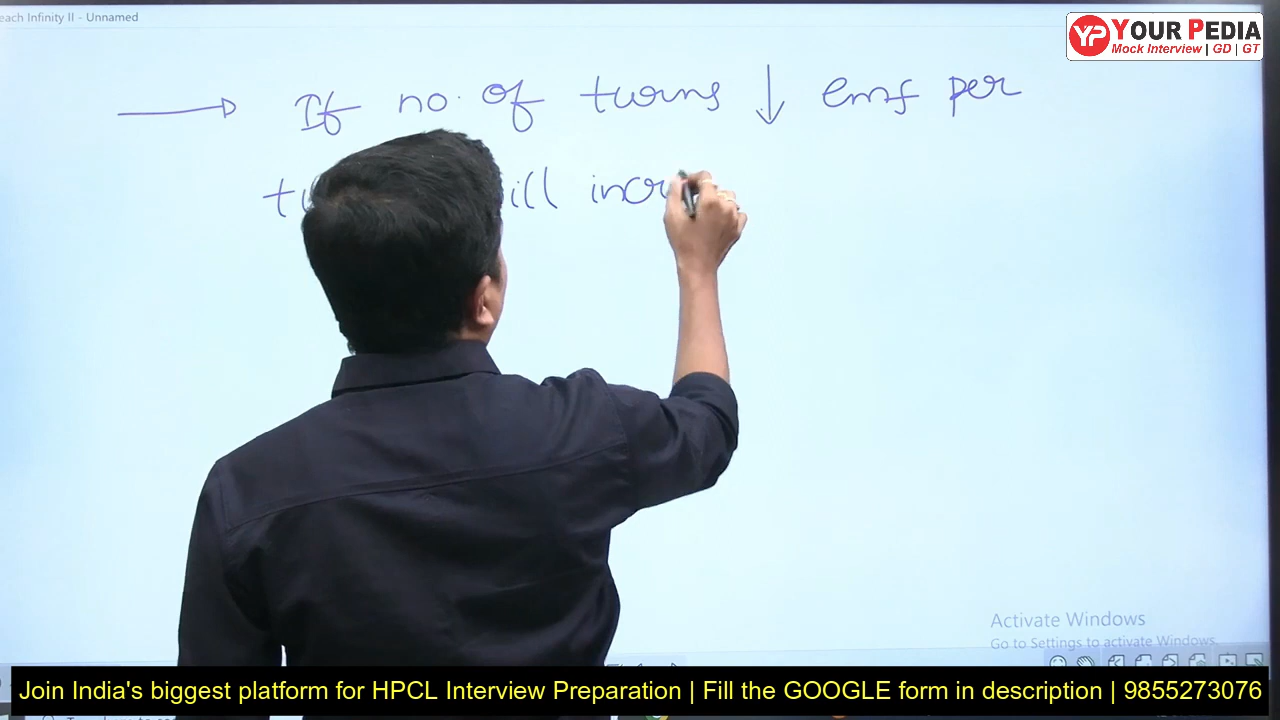 each Infinity II - Unnamed
YP YOUR PEDIA
Mock Interview | GD | GT
If no. of turns ↓ emf per
ill incr
Activate Windows
Go to Settings to activate Windows.
Join India's biggest platform for HPCL Interview Preparation | Fill the GOOGLE form in description | 9855273076